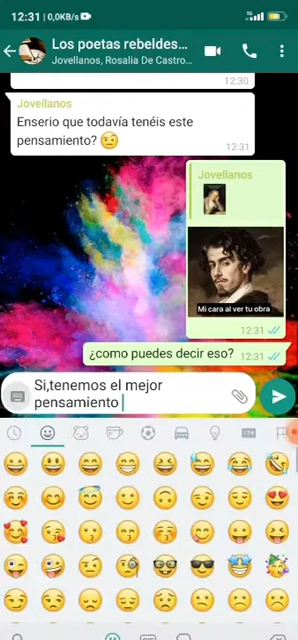 12:31 | 0,0KB/s
Los poetas rebeldes...
Jovellanos, Rosalia De Castro...
12:30
Jovellanos
Enserio que todavía tenéis este
pensamiento?
12:31
Jovellanos
Mi cara al ver tu obra
12:31
¿como puedes decir eso? 12:31
Si,tenemos el mejor
pensamiento
GIF